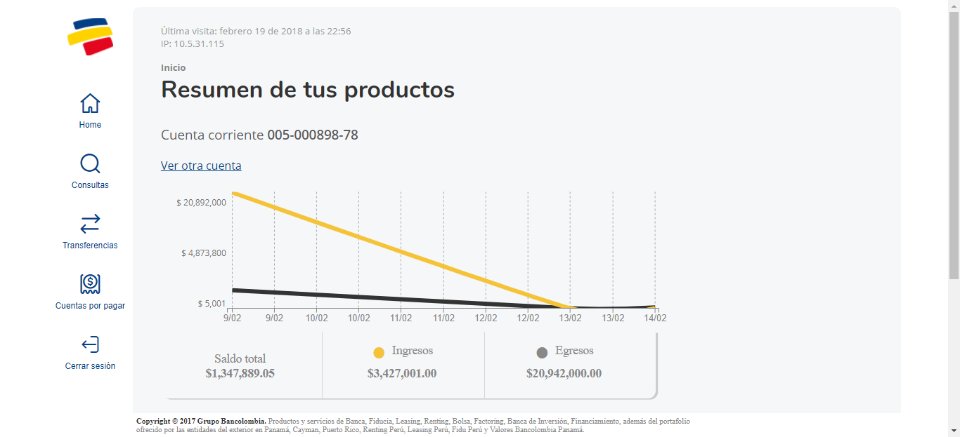 Última visita: febrero 19 de 2018 a las 22:56
IP: 10.5.31.115
Inicio
Resumen de tus productos
Home
Cuenta corriente 005-000898-78
Ver otra cuenta
Consultas
Transferencias
Cuentas por pagar
Cerrar sesión
$ 20,892,000
$ 4,873,800
$ 5,001
9/02 9/02 10/02 10/02 11/02 11/02 12/02 12/02 13/02 13/02 14/02
Saldo total
$1,347,889.05
Ingresos
$3,427,001.00
Egresos
$20,942,000.00
Copyright © 2017 Grupo Bancolombia. Productos y servicios de Banca, Fiducia, Leasing, Renting, Bolsa, Factoring, Banca de Inversión, Financiamiento, además del portafolio
ofrecido por las entidades del exterior en Panamá, Cayman, Puerto Rico, Renting Perú, Leasing Perú, Fidu Perú y Valores Bancolombia Panamá.